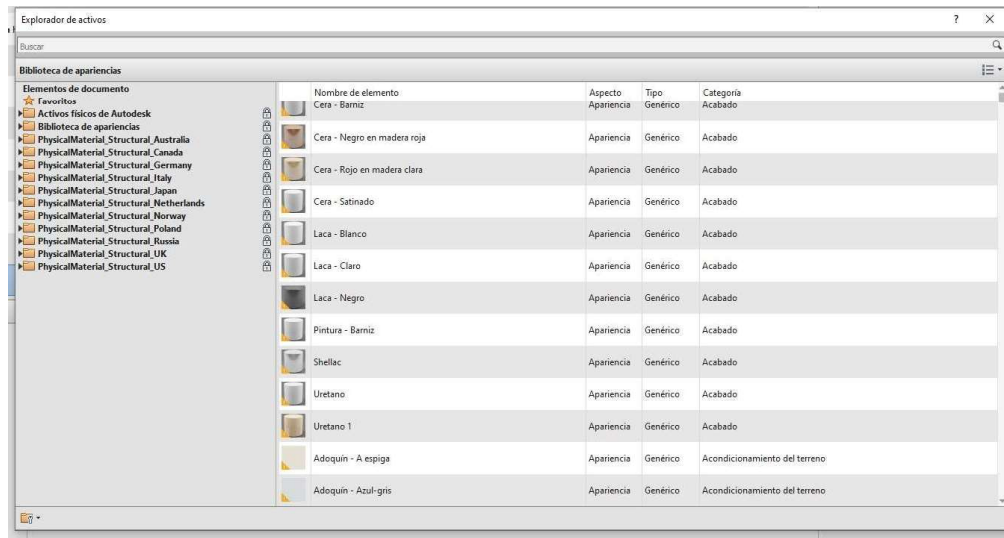 Explorador de activos
?
Buscar
Biblioteca de apariencias
Elementos de documento
Favoritos
Activos físicos de Autodesk
Biblioteca de apariencias
PhysicalMaterial_Structural_Australia
PhysicalMaterial_Structural_Canada
PhysicalMaterial_Structural_Germany
PhysicalMaterial_Structural_Italy
PhysicalMaterial_Structural_Japan
PhysicalMaterial_Structural_Netherlands
PhysicalMaterial_Structural_Norway
PhysicalMaterial_Structural_Poland
PhysicalMaterial_Structural_Russia
PhysicalMaterial_Structural_UK
PhysicalMaterial_Structural_US
Nombre de elemento Aspecto Tipo Categoría
Cera - Barniz Apariencia Genérico Acabado
Cera - Negro en madera roja Apariencia Genérico Acabado
Cera - Rojo en madera clara Apariencia Genérico Acabado
Cera - Satinado Apariencia Genérico Acabado
Laca - Blanco Apariencia Genérico Acabado
Laca - Claro Apariencia Genérico Acabado
Laca - Negro Apariencia Genérico Acabado
Pintura - Barniz Apariencia Genérico Acabado
Shellac Apariencia Genérico Acabado
Uretano Apariencia Genérico Acabado
Uretano 1 Apariencia Genérico Acabado
Adoquín - A espiga Apariencia Genérico Acondicionamiento del terreno
Adoquín - Azul-gris Apariencia Genérico Acondicionamiento del terreno